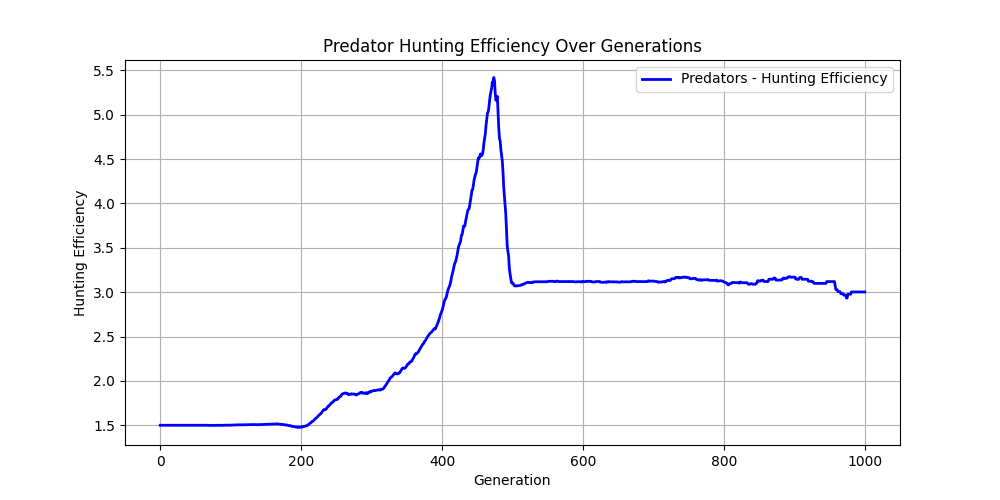 Predator Hunting Efficiency Over Generations
Predators - Hunting Efficiency
Hunting Efficiency
5.5
5.0
4.5
4.0
3.5
3.0
2.5
2.0
1.5
0 200 400 600 800 1000
Generation